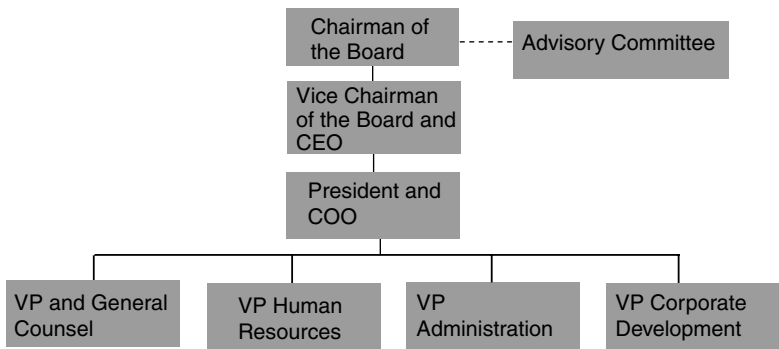 Chairman of
the Board
Advisory Committee
Vice Chairman
of the Board and
CEO
President and
COO
VP and General
Counsel
VP Human
Resources
VP
Administration
VP Corporate
Development